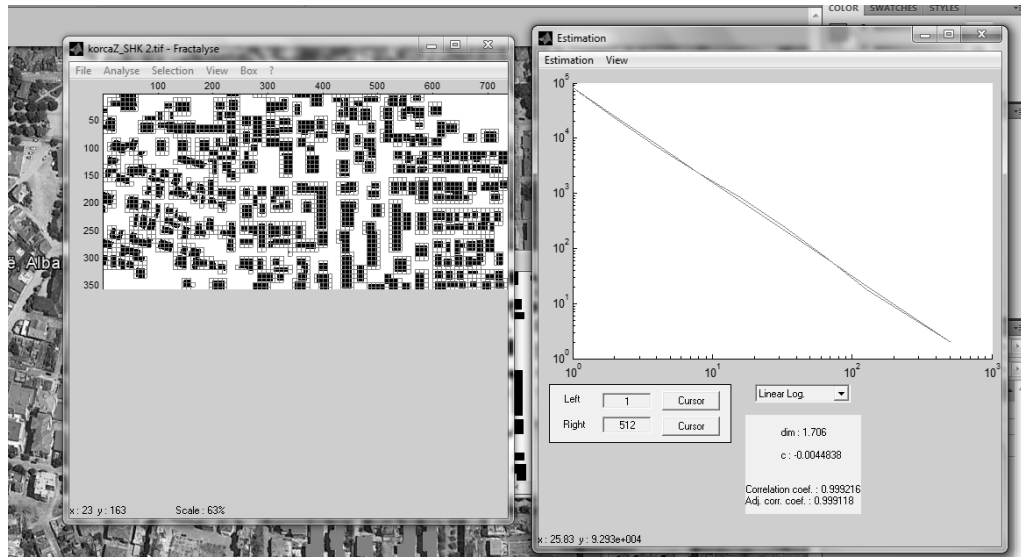 COLOR SWATCHES STYLES
korcaZ_SHK 2.tif - Fractalyse
File Analyse Selection View Box ?
100 200 300 400 500 600 700
50
100
150
200
250
300
350
Alba
x : 23 y : 163 Scale : 63%
Estimation
Estimation View
10^5
10^4
10^3
10^2
10^1
10^0
10^0 10^1 10^2 10^3
Left 1 Cursor
Right 512 Cursor
Linear Log.
dim : 1.706
c : -0.0044838
Correlation coef. : 0.999216
Adj. corr. coef. : 0.999118
x : 25.83 y : 9.293e+004